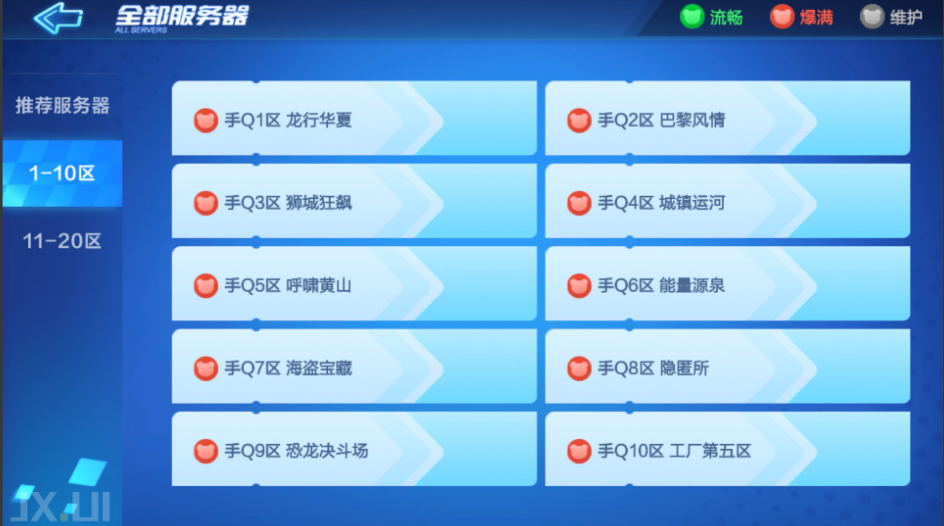 全部服务器
ALL SERVERS
流畅
爆满
维护
推荐服务器
1-10区
11-20区
手Q1区 龙行华夏
手Q2区 巴黎风情
手Q3区 狮城狂飙
手Q4区 城镇运河
手Q5区 呼啸黄山
手Q6区 能量源泉
手Q7区 海盗宝藏
手Q8区 隐匿所
手Q9区 恐龙决斗场
手Q10区 工厂第五区